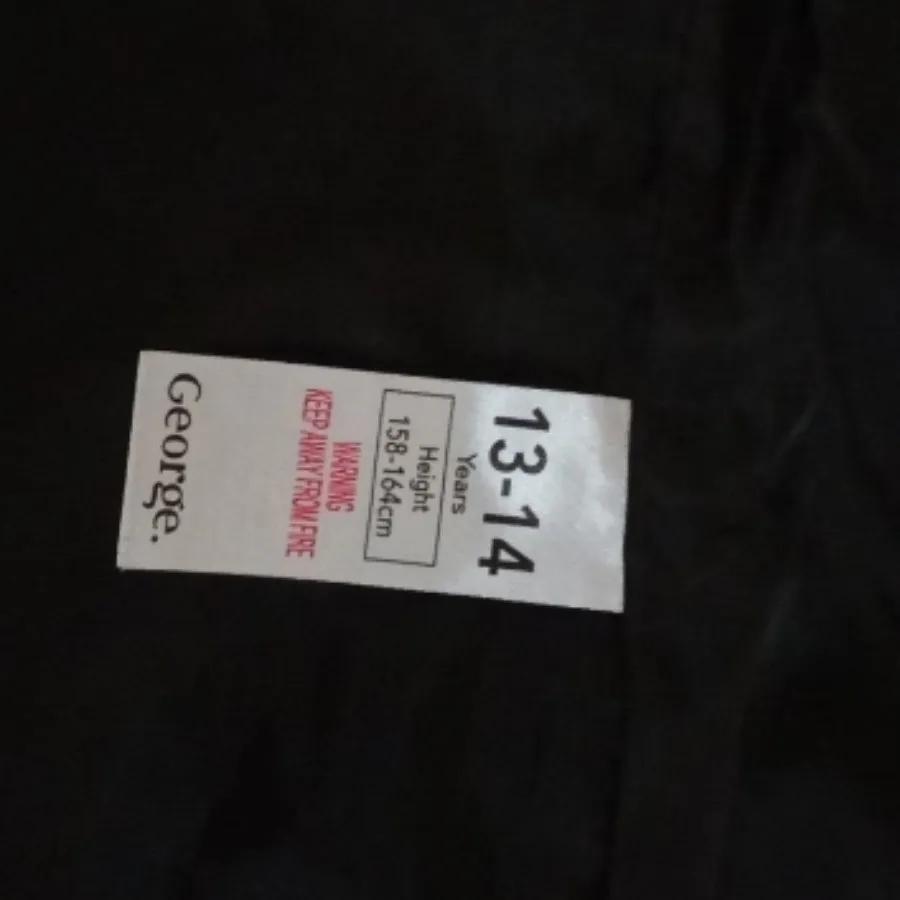 13-14
Years
Height
158-164cm
WARNING
KEEP AWAY FROM FIRE
George.